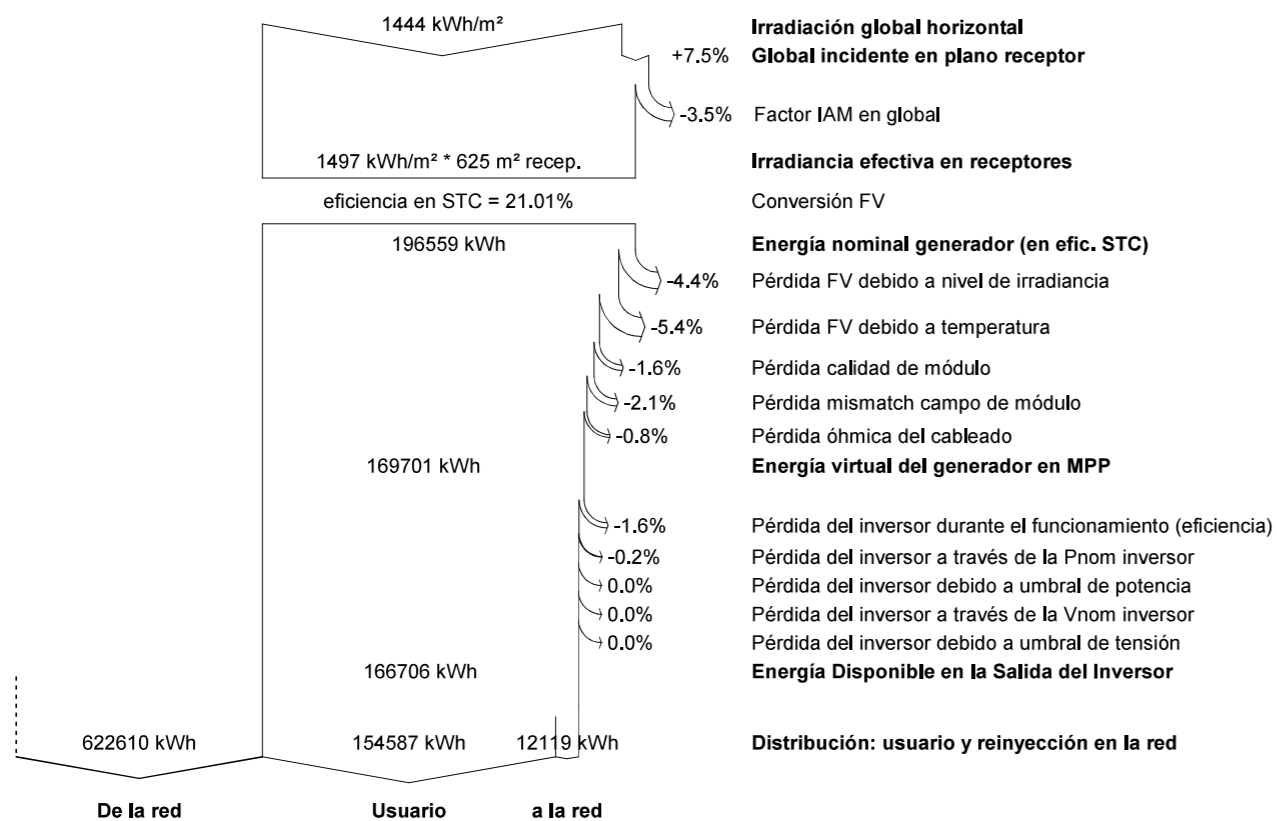 1444 kWh/m² Irradiación global horizontal
+7.5% Global incidente en plano receptor
-3.5% Factor IAM en global
1497 kWh/m² * 625 m² recep. Irradiancia efectiva en receptores
eficiencia en STC = 21.01% Conversión FV
196559 kWh Energía nominal generador (en efic. STC)
-4.4% Pérdida FV debido a nivel de irradiancia
-5.4% Pérdida FV debido a temperatura
-1.6% Pérdida calidad de módulo
-2.1% Pérdida mismatch campo de módulo
-0.8% Pérdida óhmica del cableado
169701 kWh Energía virtual del generador en MPP
-1.6% Pérdida del inversor durante el funcionamiento (eficiencia)
-0.2% Pérdida del inversor a través de la Pnom inversor
0.0% Pérdida del inversor debido a umbral de potencia
0.0% Pérdida del inversor a través de la Vnom inversor
0.0% Pérdida del inversor debido a umbral de tensión
166706 kWh Energía Disponible en la Salida del Inversor
622610 kWh 154587 kWh 12119 kWh Distribución: usuario y reinyección en la red
De la red Usuario a la red